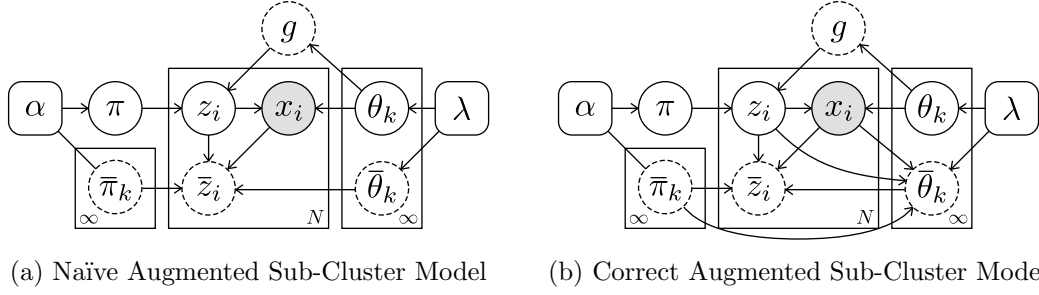 g
g
α π z_i x_i θ_k λ
α π z_i x_i θ_k λ
π̄_k z̄_i θ̄_k
π̄_k z̄_i θ̄_k
∞ N ∞
∞ N ∞
(a) Naïve Augmented Sub-Cluster Model
(b) Correct Augmented Sub-Cluster Mode